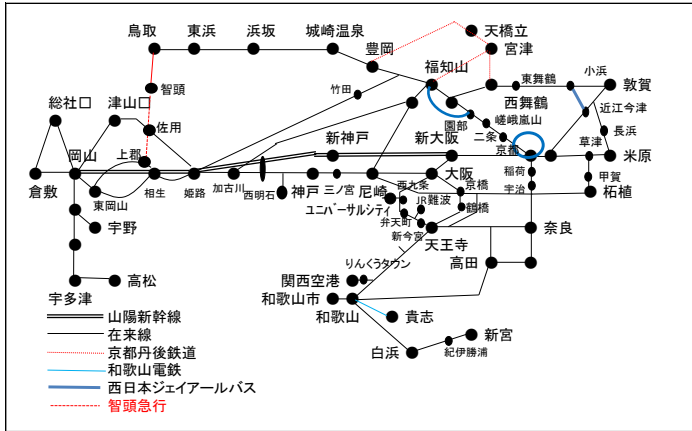 鳥取
東浜
浜坂
城崎温泉
豊岡
天橋立
宮津
福知山
竹田
智頭
東舞鶴
小浜
敦賀
西舞鶴
近江今津
総社口
津山口
佐用
園部
嵯峨嵐山
長浜
新神戸
新大阪
二条
京都
草津
米原
岡山
上郡
稲荷
甲賀
倉敷
東岡山
相生
姫路
加古川
西明石
神戸
三ノ宮
尼崎
大阪
西九条
京橋
宇治
柘植
ユニバーサルシティ
JR難波
鶴橋
弁天町
新今宮
天王寺
奈良
宇野
高田
りんくうタウン
関西空港
高松
和歌山市
宇多津
和歌山
貴志
新宮
白浜
紀伊勝浦
山陽新幹線
在来線
京都丹後鉄道
和歌山電鉄
西日本ジェイアールバス
智頭急行